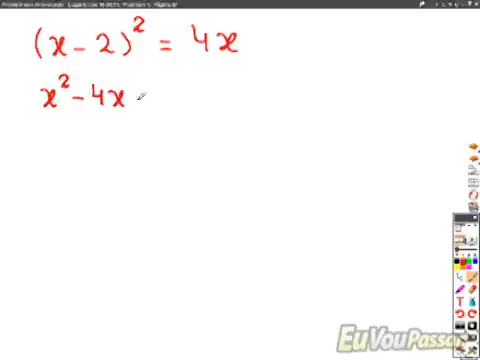 (x - 2)² = 4x
x² - 4x
EuVouPassar